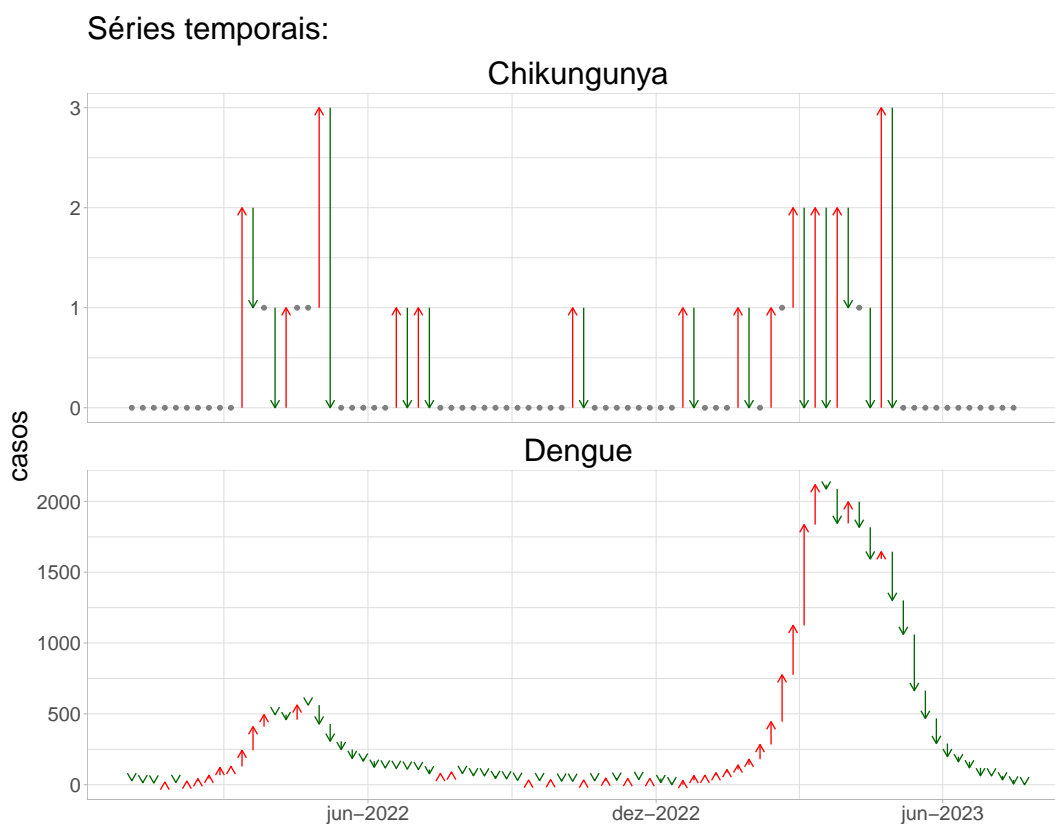 Séries temporais:
Chikungunya
3
2
1
0
casos
Dengue
2000
1500
1000
500
0
jun−2022
dez−2022
jun−2023